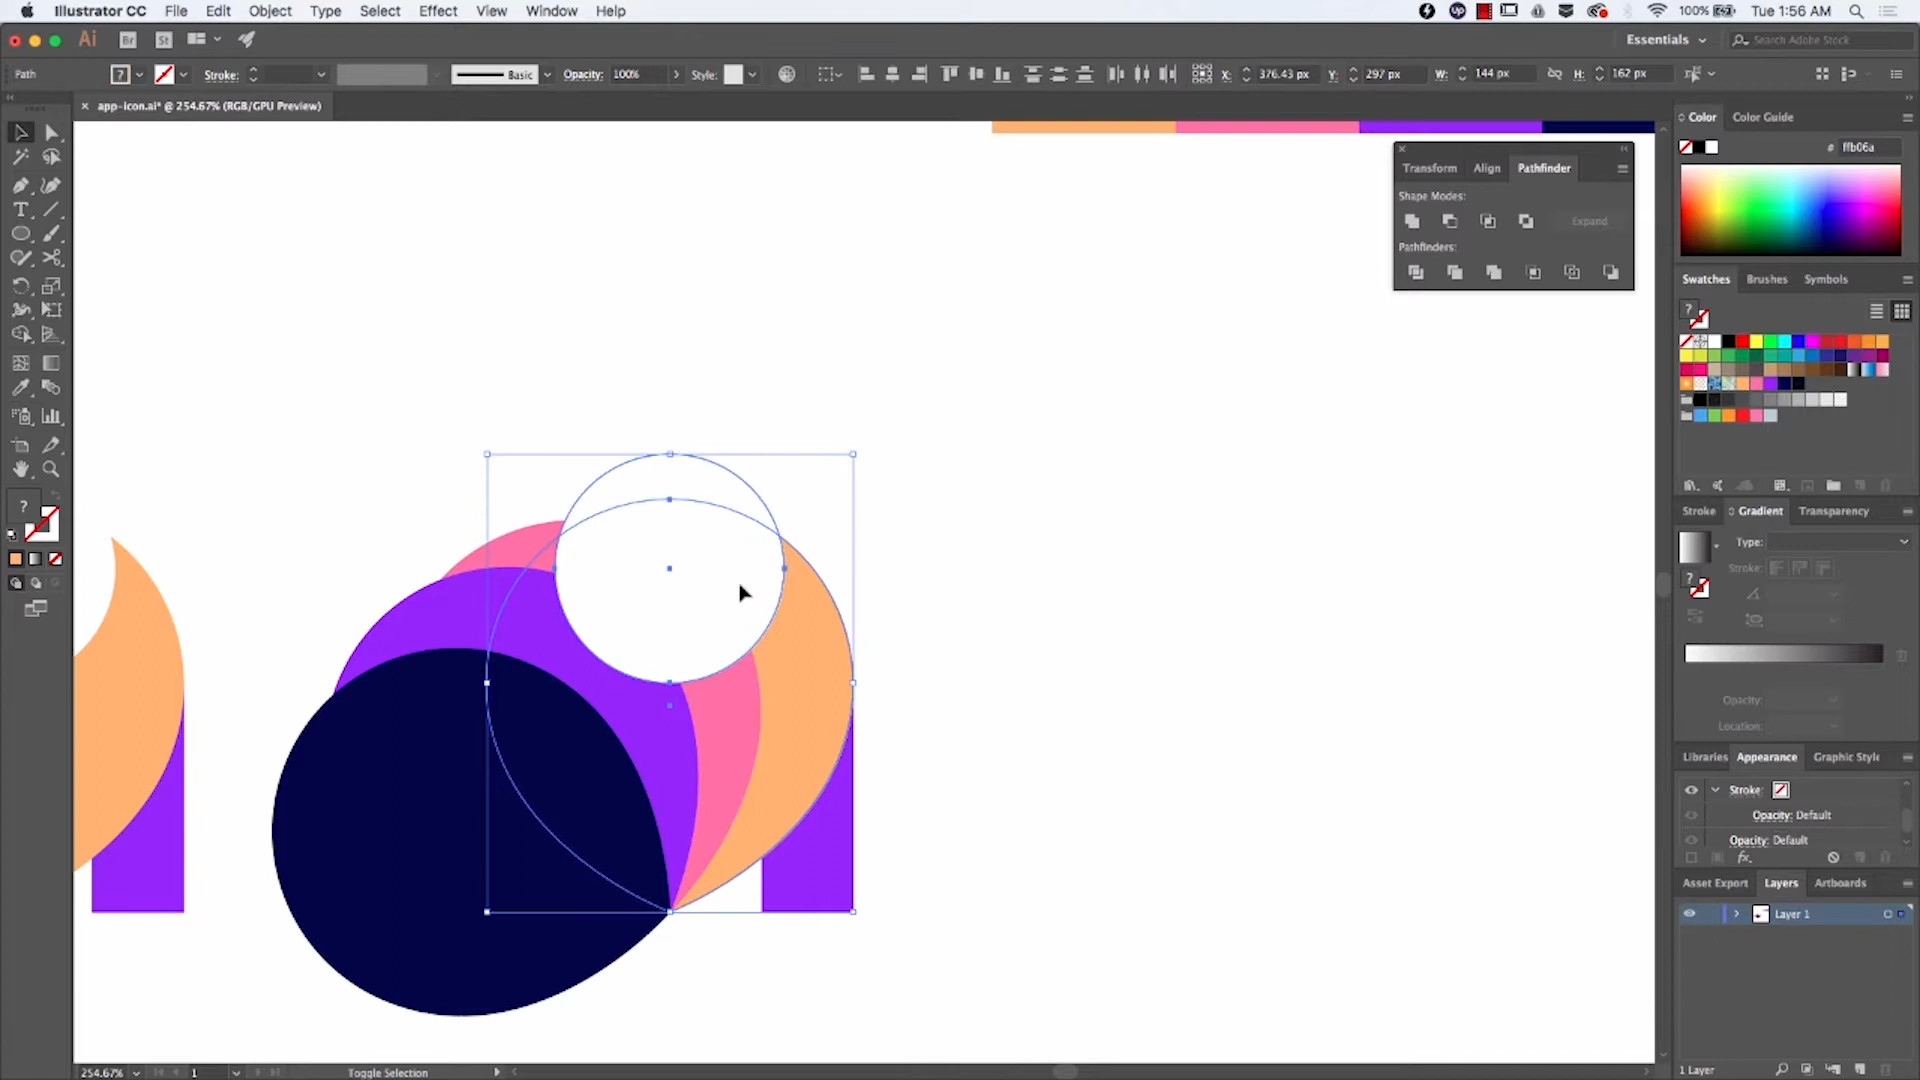 Illustrator CC File Edit Object Type Select Effect View Window Help 100% Tue 1:56 AM
Ai Br St Essentials Search Adobe Stock
Path ? Stroke: Basic Opacity: 100% Style: X: 376.43 px Y: 297 px W: 144 px H: 162 px
× app-icon.ai* @ 254.67% (RGB/GPU Preview)
Color Color Guide
# ffb06a
Transform Align Pathfinder
Shape Modes:
Expand
Pathfinders:
Swatches Brushes Symbols
?
Stroke Gradient Transparency
Type:
Stroke:
?
Opacity:
Location:
Libraries Appearance Graphic Style
Stroke:
Opacity: Default
Opacity: Default
fx
Asset Export Layers Artboards
Layer 1
254.67% 1 Toggle Selection
1 Layer